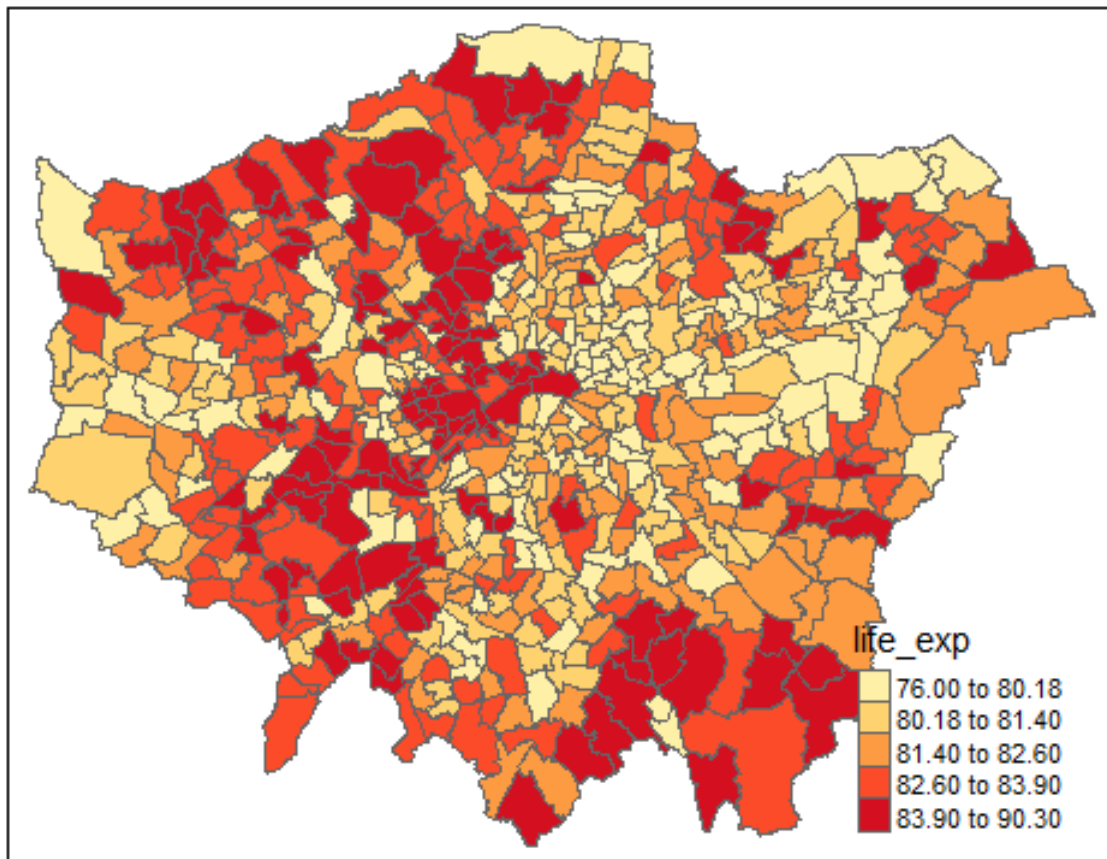 life_exp
76.00 to 80.18
80.18 to 81.40
81.40 to 82.60
82.60 to 83.90
83.90 to 90.30